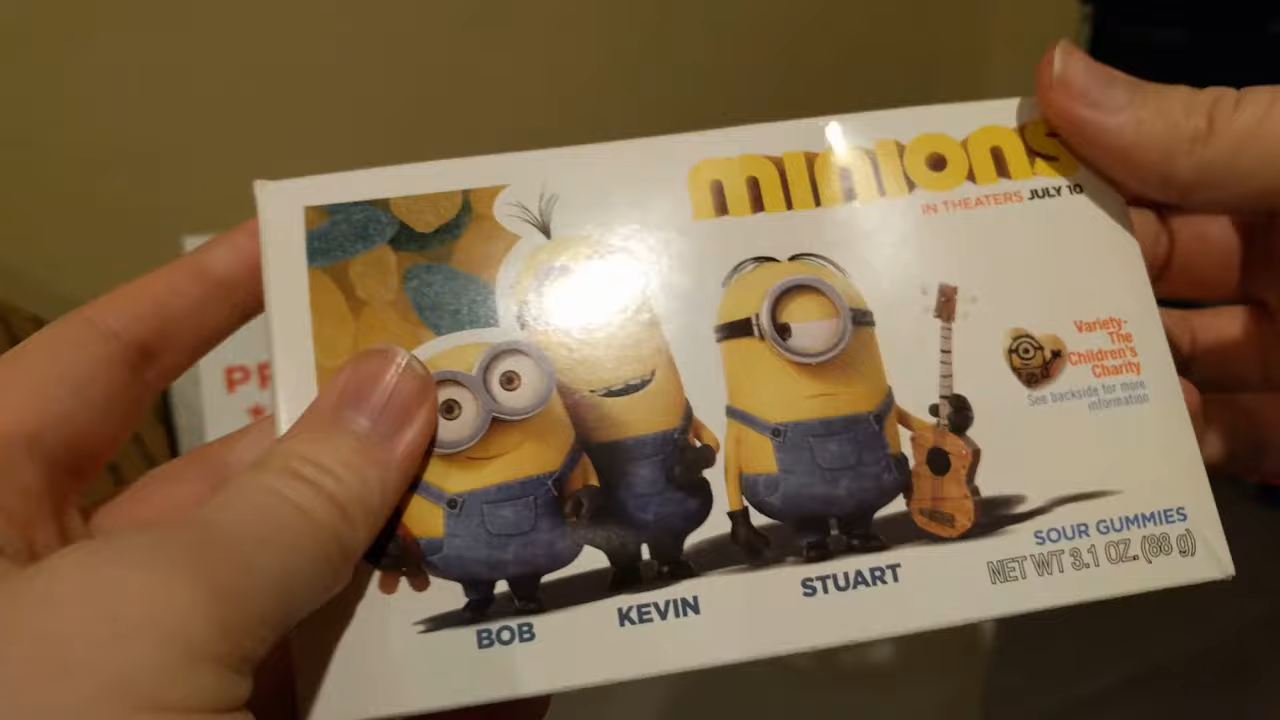 minions
IN THEATERS JULY 10
Variety-
The
Children's
Charity
See backside for more
information
SOUR GUMMIES
NET WT 3.1 OZ. (88 g)
BOB
KEVIN
STUART